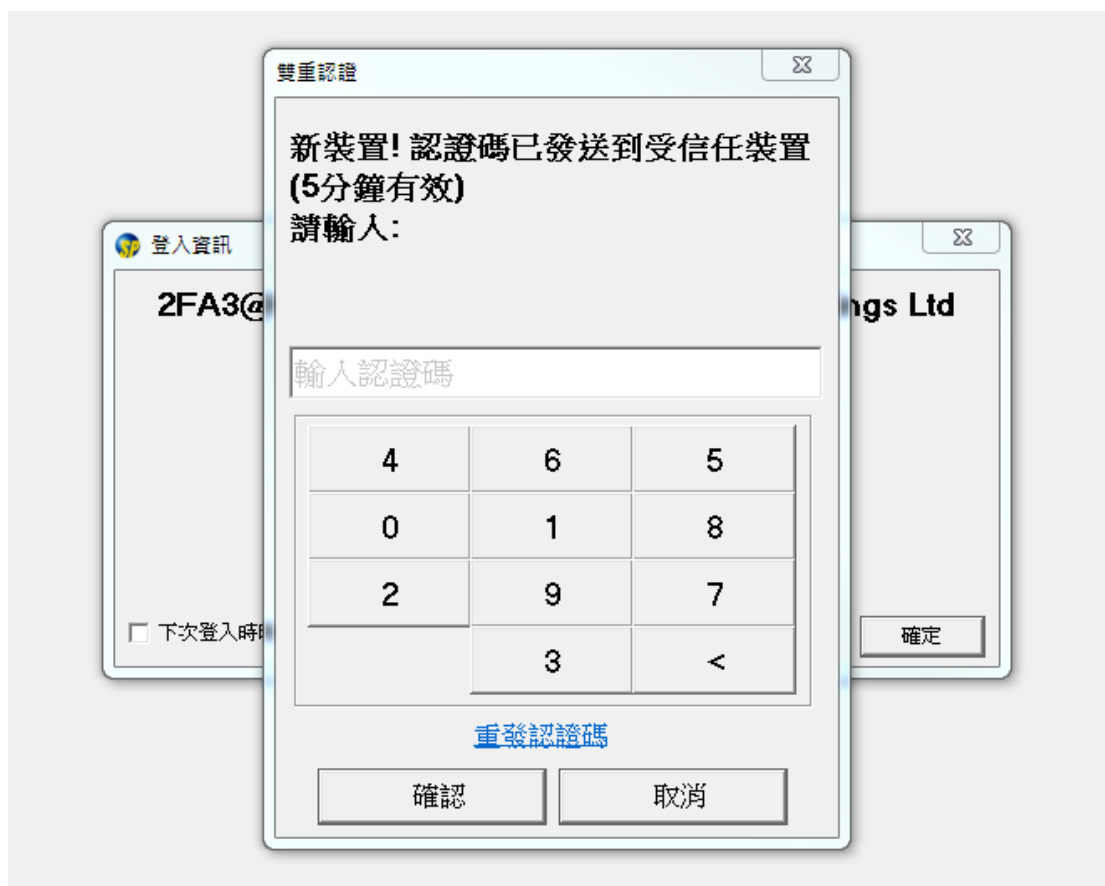 雙重認證
新裝置! 認證碼已發送到受信任裝置
(5分鐘有效)
請輸入:
輸入認證碼
4 6 5
0 1 8
2 9 7
3 <
重發認證碼
確認 取消
登入資訊
2FA3@ ngs Ltd
下次登入時
確定